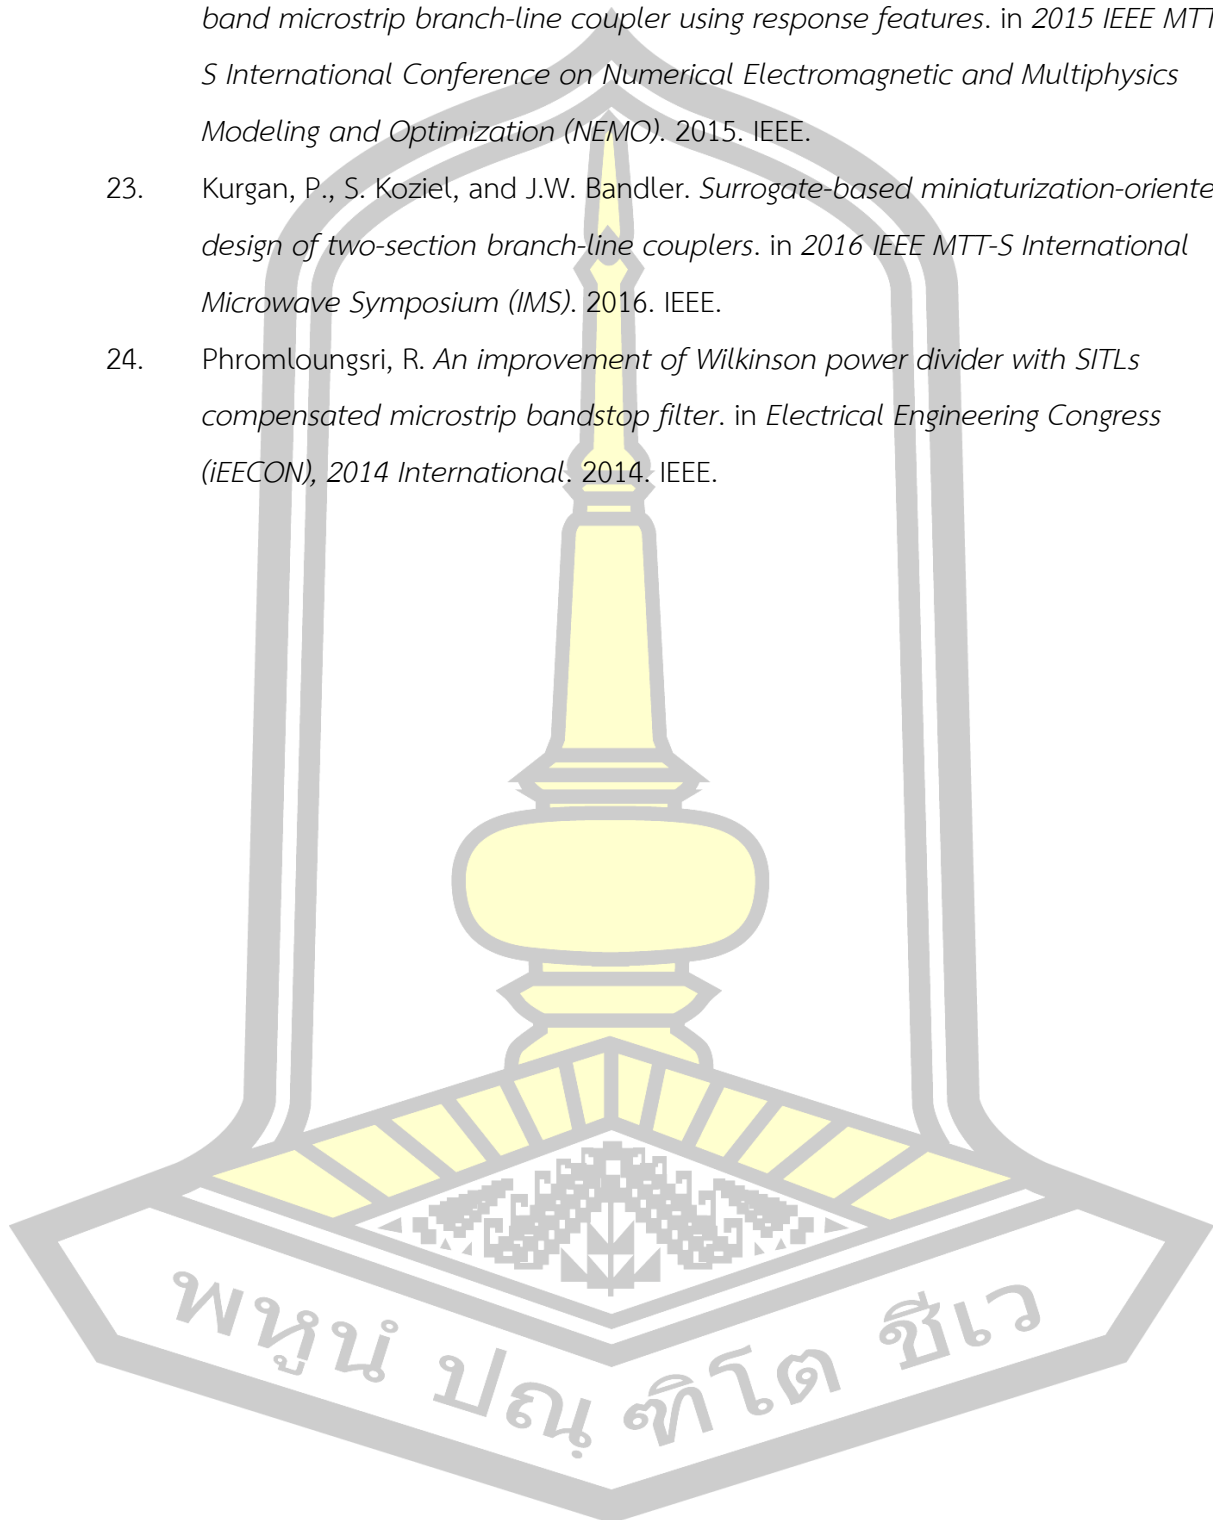 band microstrip branch-line coupler using response features. in 2015 IEEE MTT
S International Conference on Numerical Electromagnetic and Multiphysics
Modeling and Optimization (NEMO). 2015. IEEE.
23. Kurgan, P., S. Koziel, and J.W. Bandler. Surrogate-based miniaturization-oriente
design of two-section branch-line couplers. in 2016 IEEE MTT-S International
Microwave Symposium (IMS). 2016. IEEE.
24. Phromloungsri, R. An improvement of Wilkinson power divider with SITLs
compensated microstrip bandstop filter. in Electrical Engineering Congress
(iEECON), 2014 International. 2014. IEEE.
พหูนํ ปณฺฑิโต ชีเว